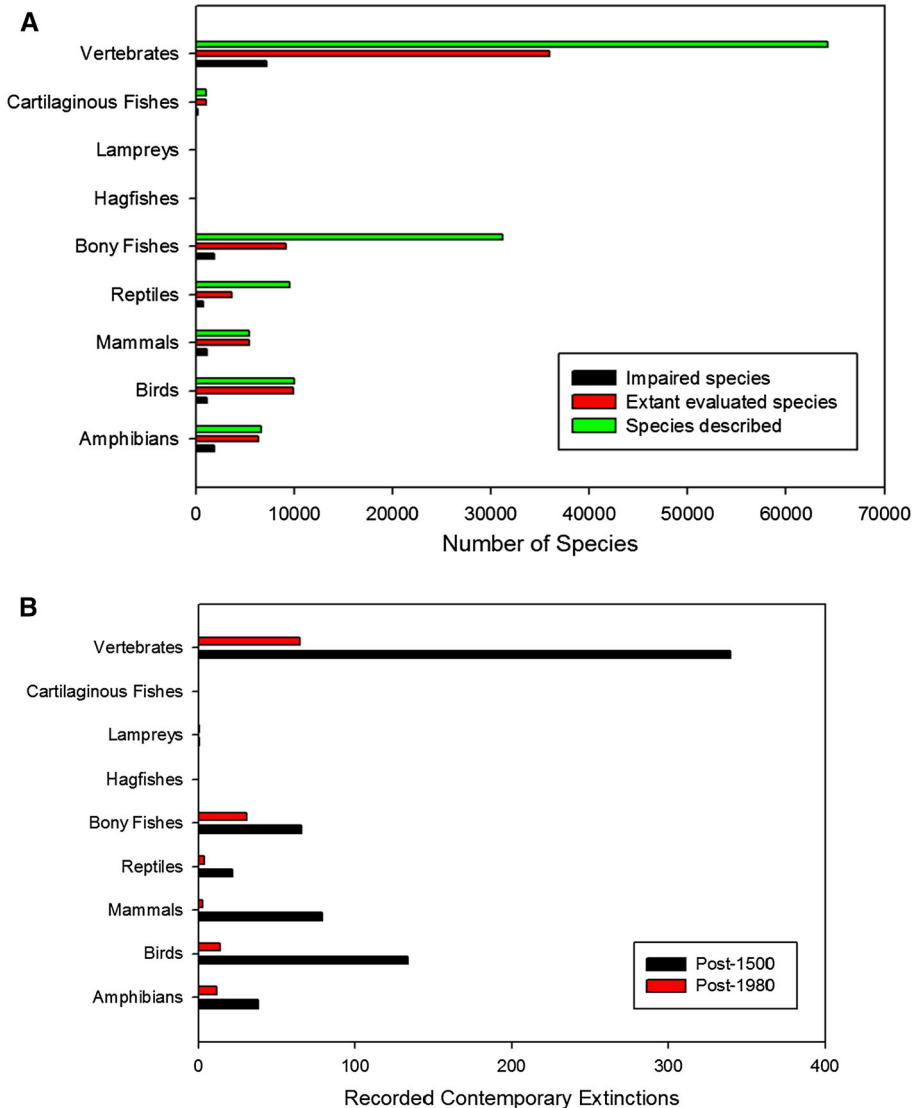 A
Vertebrates
Cartilaginous Fishes
Lampreys
Hagfishes
Bony Fishes
Reptiles
Mammals
Birds
Amphibians
Impaired species
Extant evaluated species
Species described
0 10000 20000 30000 40000 50000 60000 70000
Number of Species
B
Vertebrates
Cartilaginous Fishes
Lampreys
Hagfishes
Bony Fishes
Reptiles
Mammals
Birds
Amphibians
Post-1500
Post-1980
0 100 200 300 400
Recorded Contemporary Extinctions